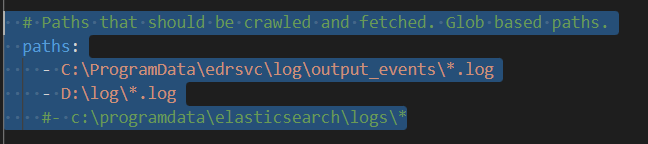 # Paths that should be crawled and fetched. Glob based paths.
paths:
- C:\ProgramData\edrsvc\log\output_events\*.log
- D:\log\*.log
#- c:\programdata\elasticsearch\logs\*